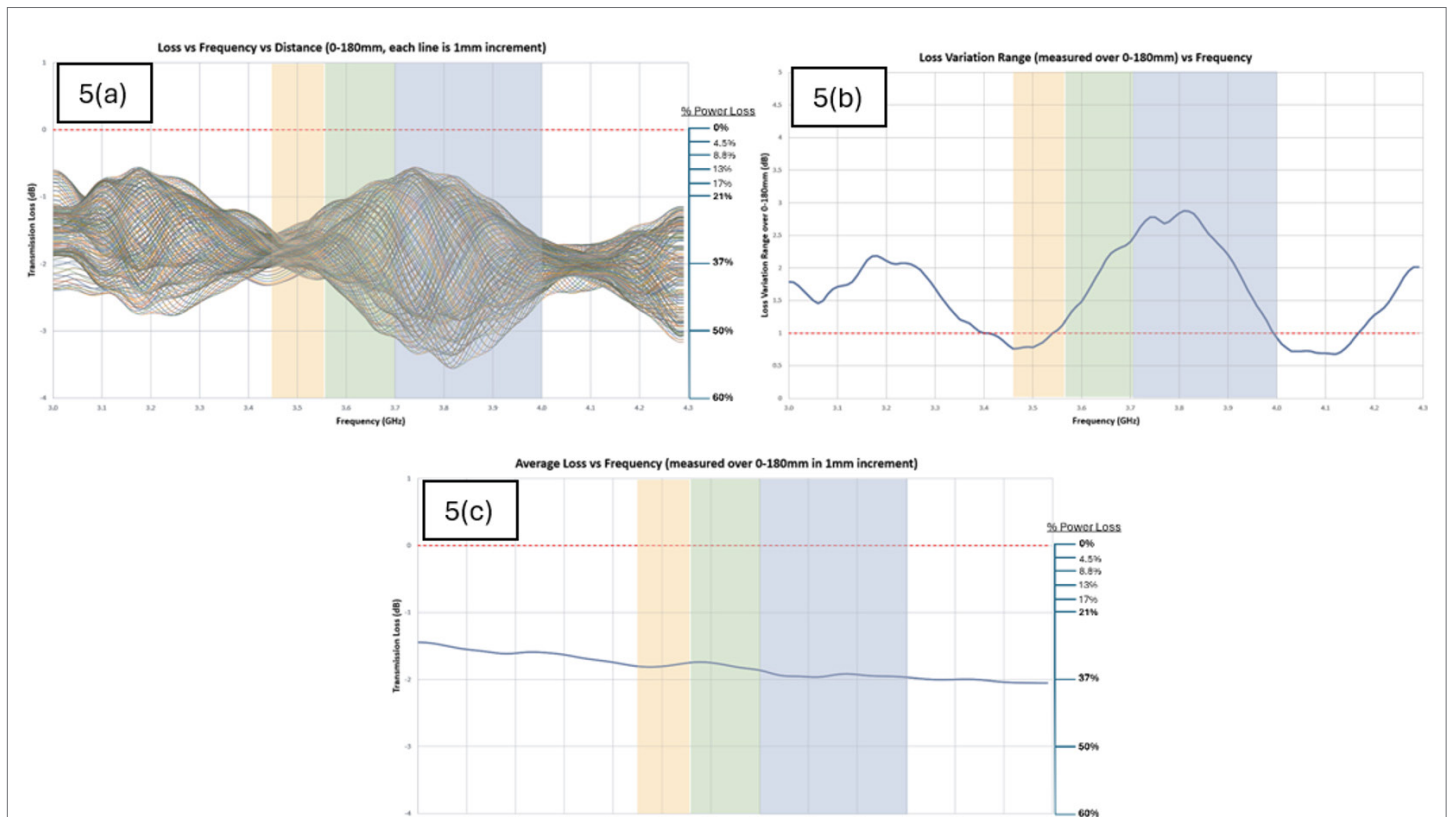 Loss vs Frequency vs Distance (0-180mm, each line is 1mm increment)
5(a)
Transmission Loss (dB)
1
0
-1
-2
-3
-4
3.0 3.1 3.2 3.3 3.4 3.5 3.6 3.7 3.8 3.9 4.0 4.1 4.2 4.3
Frequency (GHz)
% Power Loss
0%
4.5%
8.8%
13%
17%
21%
37%
50%
60%
Loss Variation Range (measured over 0-180mm) vs Frequency
5(b)
Loss Variation Range over 0-180mm (dB)
5
4.5
4
3.5
3
2.5
2
1.5
1
0.5
0
3.0 3.1 3.2 3.3 3.4 3.5 3.6 3.7 3.8 3.9 4.0 4.1 4.2 4.3
Frequency (GHz)
Average Loss vs Frequency (measured over 0-180mm in 1mm increment)
5(c)
Transmission Loss (dB)
1
0
-1
-2
-3
-4
% Power Loss
0%
4.5%
8.8%
13%
17%
21%
37%
50%
60%